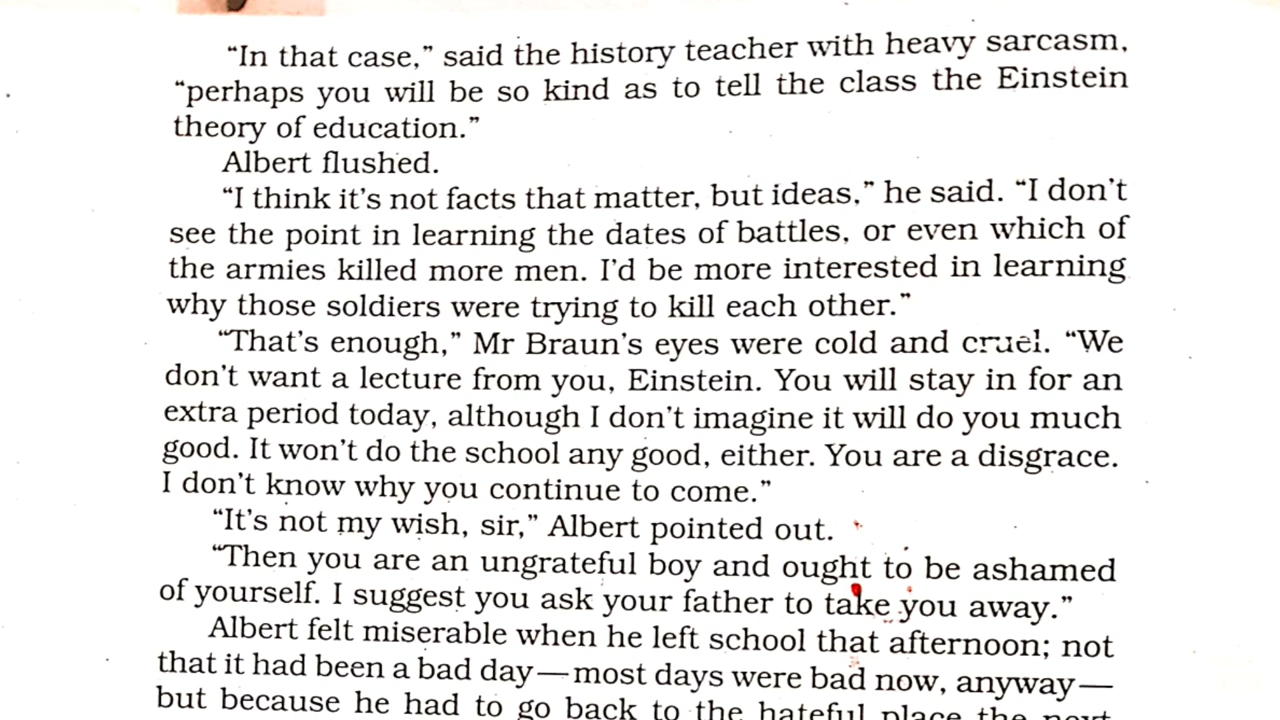 “In that case,” said the history teacher with heavy sarcasm,
“perhaps you will be so kind as to tell the class the Einstein
theory of education.”
Albert flushed.
“I think it’s not facts that matter, but ideas,” he said. “I don’t
see the point in learning the dates of battles, or even which of
the armies killed more men. I’d be more interested in learning
why those soldiers were trying to kill each other.”
“That’s enough,” Mr Braun’s eyes were cold and cruel. “We
don’t want a lecture from you, Einstein. You will stay in for an
extra period today, although I don’t imagine it will do you much
good. It won’t do the school any good, either. You are a disgrace.
I don’t know why you continue to come.”
“It’s not my wish, sir,” Albert pointed out.
“Then you are an ungrateful boy and ought to be ashamed
of yourself. I suggest you ask your father to take you away.”
Albert felt miserable when he left school that afternoon; not
that it had been a bad day—most days were bad now, anyway—
but because he had to go back to the hateful place the next